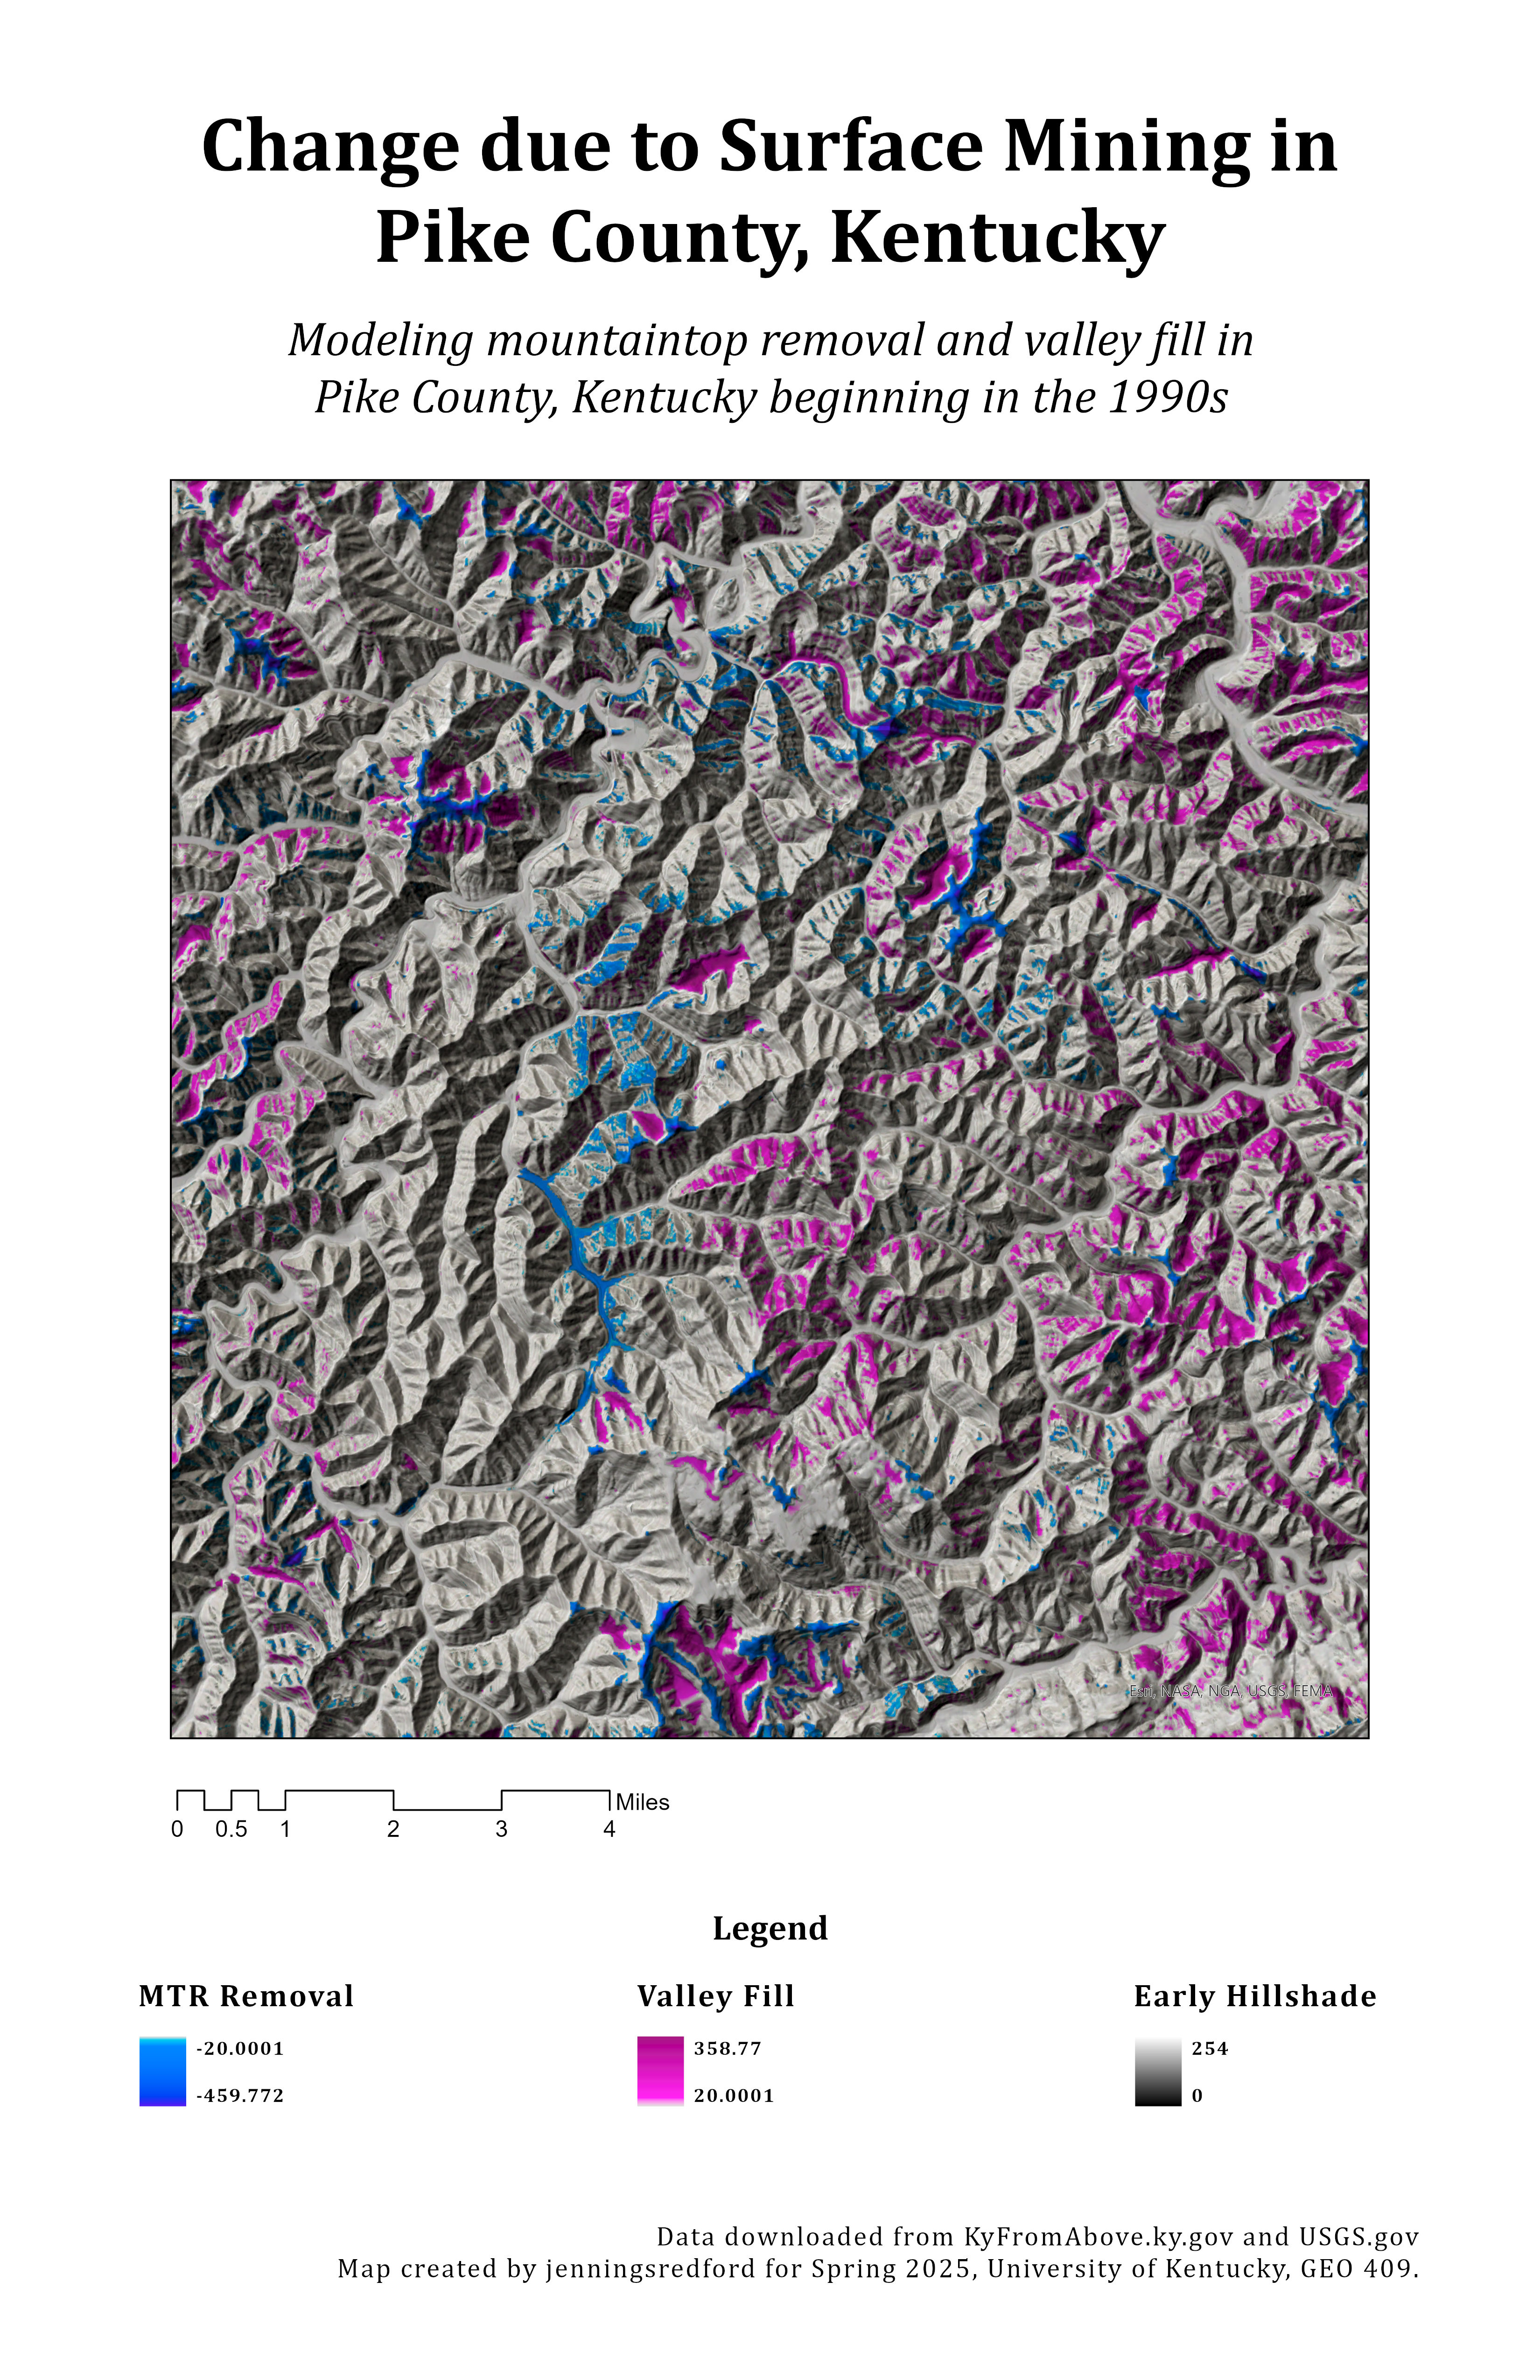 Change due to Surface Mining in
Pike County, Kentucky
Modeling mountaintop removal and valley fill in
Pike County, Kentucky beginning in the 1990s
Esri, NASA, NGA, USGS, FEMA
Miles
0 0.5 1 2 3 4
Legend
MTR Removal
-20.0001
-459.772
Valley Fill
358.77
20.0001
Early Hillshade
254
0
Data downloaded from KyFromAbove.ky.gov and USGS.gov
Map created by jenningsredford for Spring 2025, University of Kentucky, GEO 409.